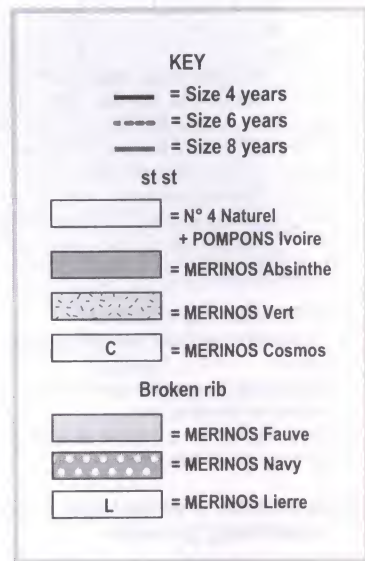 KEY
= Size 4 years
= Size 6 years
= Size 8 years
st st
= N° 4 Naturel
+ POMPONS Ivoire
= MERINOS Absinthe
= MERINOS Vert
C = MERINOS Cosmos
Broken rib
= MERINOS Fauve
= MERINOS Navy
L = MERINOS Lierre